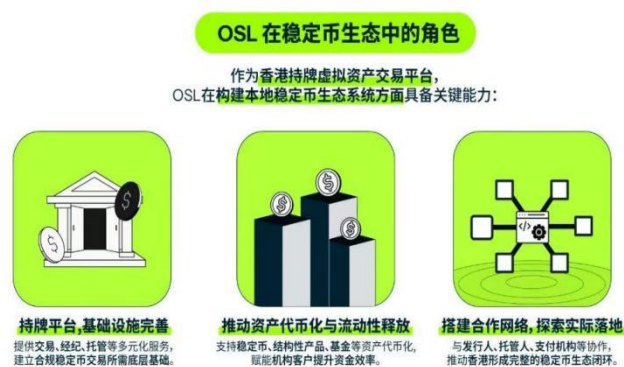 OSL 在稳定币生态中的角色
作为香港持牌虚拟资产交易平台，
OSL在构建本地稳定币生态系统方面具备关键能力：
持牌平台,基础设施完善
提供交易、经纪、托管等多元化服务，
建立合规稳定币交易所需底层基础。
推动资产代币化与流动性释放
支持稳定币、结构性产品、基金等资产代币化，
赋能机构客户提升资金效率。
搭建合作网络,探索实际落地
与发行人、托管人、支付机构等协作，
推动香港形成完整的稳定币生态闭环。